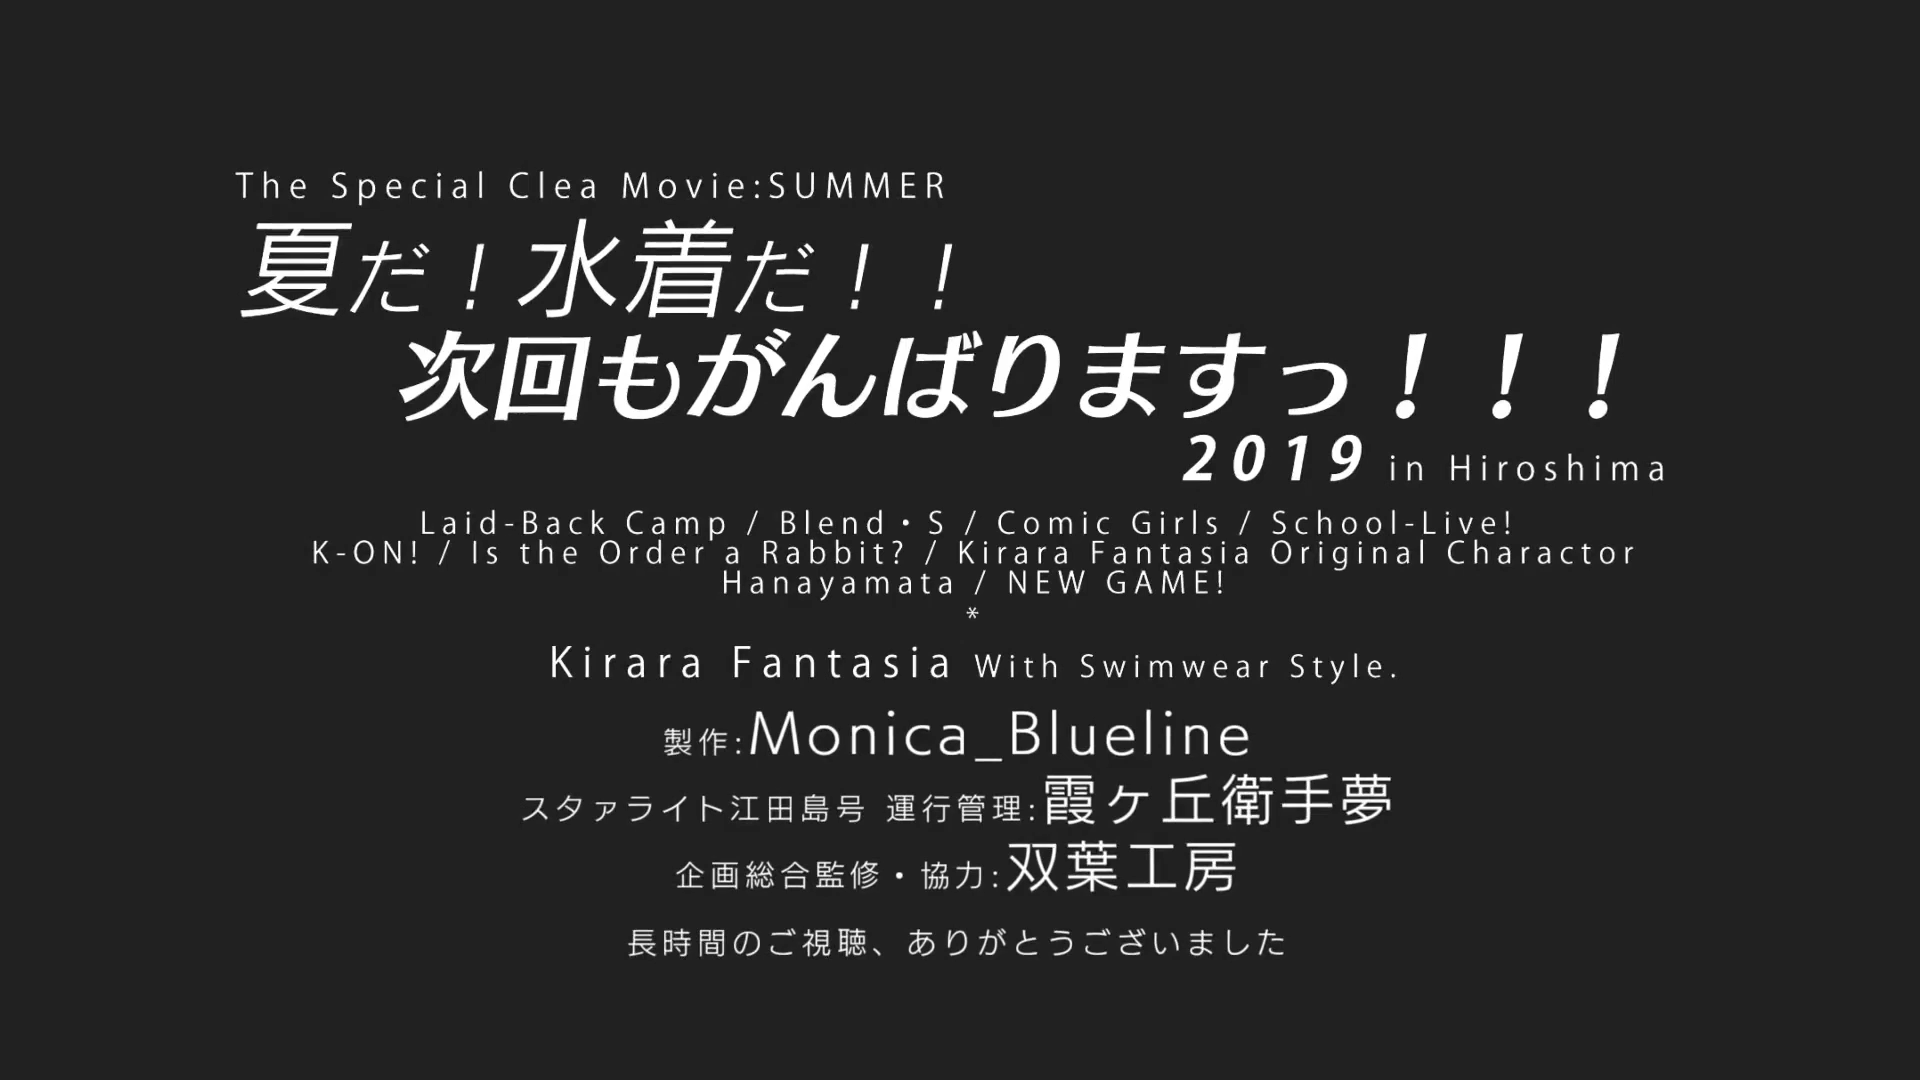 The Special Clea Movie:SUMMER
夏だ！水着だ！！
次回もがんばりますっ！！！
2019 in Hiroshima
Laid-Back Camp / Blend・S / Comic Girls / School-Live!
K-ON! / Is the Order a Rabbit? / Kirara Fantasia Original Charactor
Hanayamata / NEW GAME!
*
Kirara Fantasia With Swimwear Style.
製作:Monica_Blueline
スタァライト江田島号 運行管理:霞ヶ丘衛手夢
企画総合監修・協力:双葉工房
長時間のご視聴、ありがとうございました